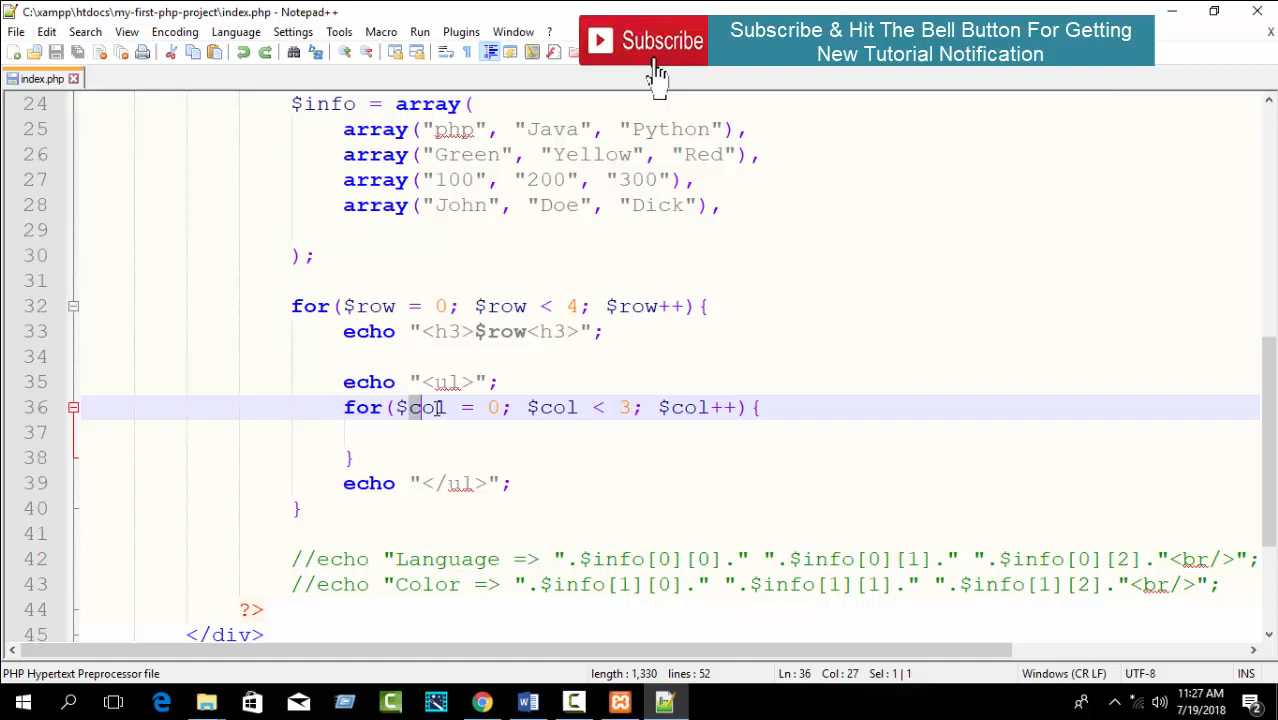 C:\xampp\htdocs\my-first-php-project\index.php - Notepad++
File Edit Search View Encoding Language Settings Tools Macro Run Plugins Window ?
X
Subscribe
Subscribe & Hit The Bell Button For Getting
New Tutorial Notification
index.php
24 $info = array(
25 array("php", "Java", "Python"),
26 array("Green", "Yellow", "Red"),
27 array("100", "200", "300"),
28 array("John", "Doe", "Dick"),
29
30 );
31
32 for($row = 0; $row < 4; $row++){
33 echo "<h3>$row<h3>";
34
35 echo "<ul>";
36 for($col = 0; $col < 3; $col++){
37
38 }
39 echo "</ul>";
40 }
41
42 //echo "Language => ".$info[0][0]." ".$info[0][1]." ".$info[0][2]."<br/>";
43 //echo "Color => ".$info[1][0]." ".$info[1][1]." ".$info[1][2]."<br/>";
44 ?>
45 </div>
PHP Hypertext Preprocessor file length : 1,330 lines : 52 Ln : 36 Col : 27 Sel : 1 | 1 Windows (CR LF) UTF-8 INS
11:27 AM
7/19/2018
2